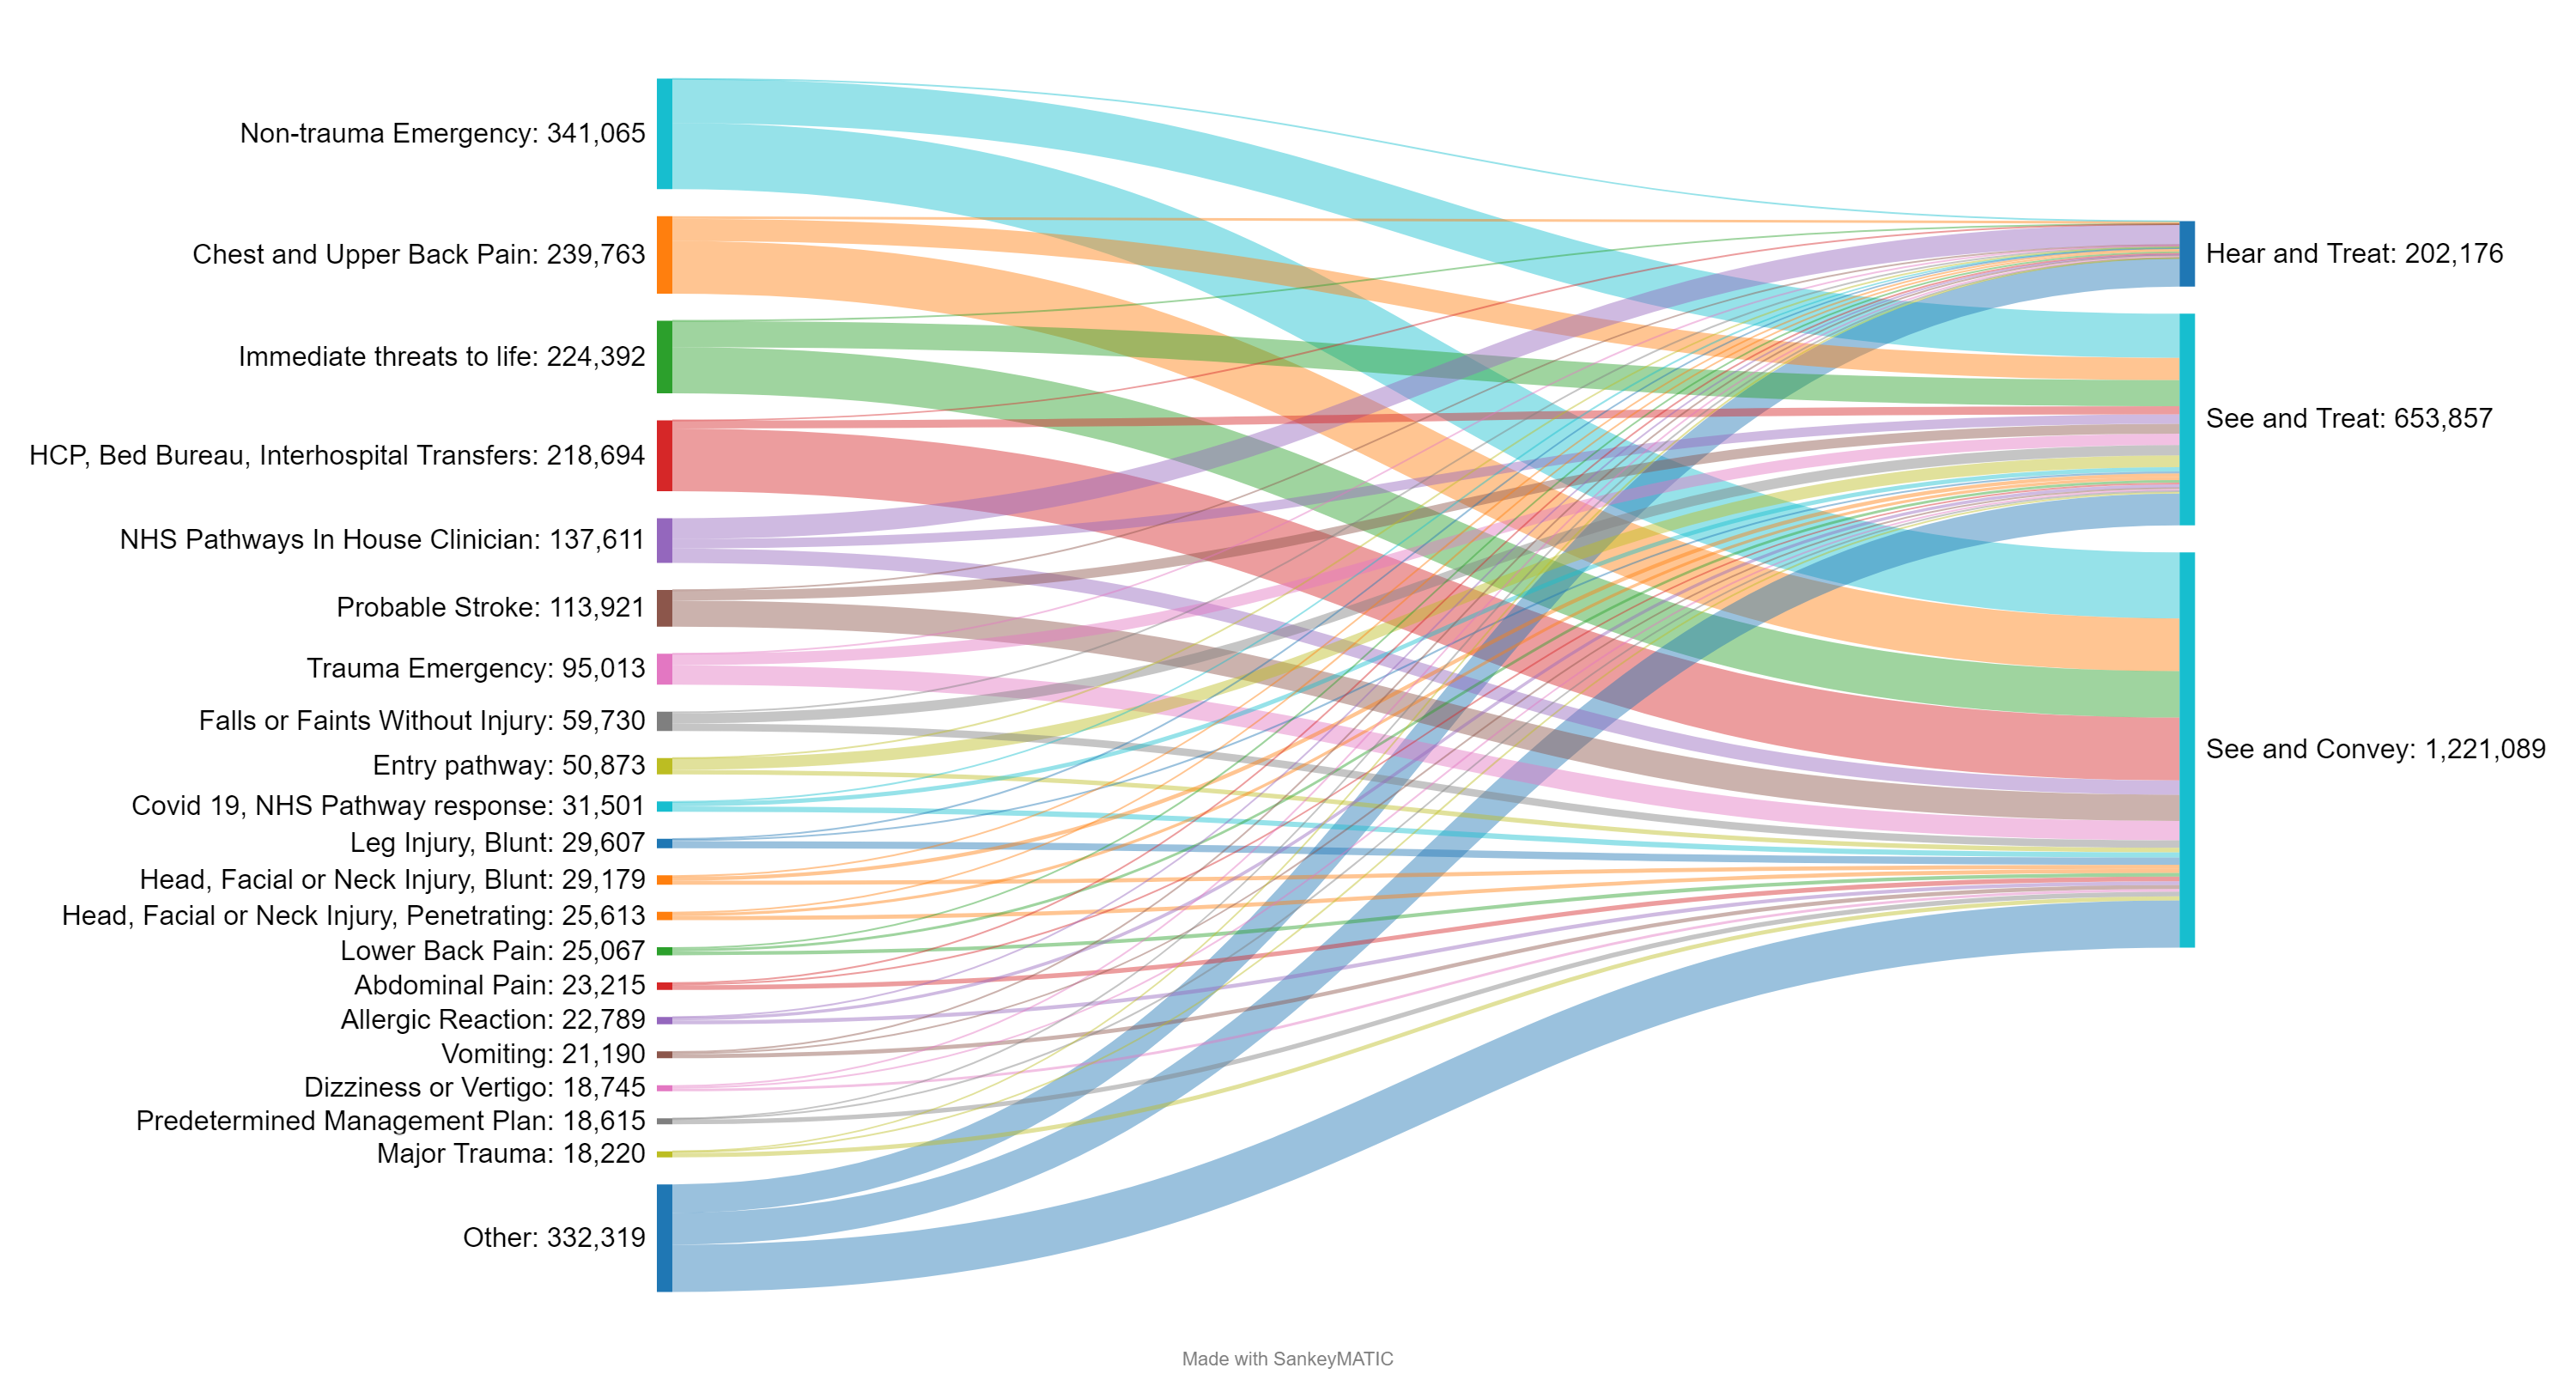 Non-trauma Emergency: 341,065
Chest and Upper Back Pain: 239,763
Immediate threats to life: 224,392
HCP, Bed Bureau, Interhospital Transfers: 218,694
NHS Pathways In House Clinician: 137,611
Probable Stroke: 113,921
Trauma Emergency: 95,013
Falls or Faints Without Injury: 59,730
Entry pathway: 50,873
Covid 19, NHS Pathway response: 31,501
Leg Injury, Blunt: 29,607
Head, Facial or Neck Injury, Blunt: 29,179
Head, Facial or Neck Injury, Penetrating: 25,613
Lower Back Pain: 25,067
Abdominal Pain: 23,215
Allergic Reaction: 22,789
Vomiting: 21,190
Dizziness or Vertigo: 18,745
Predetermined Management Plan: 18,615
Major Trauma: 18,220
Other: 332,319
Hear and Treat: 202,176
See and Treat: 653,857
See and Convey: 1,221,089
Made with SankeyMATIC